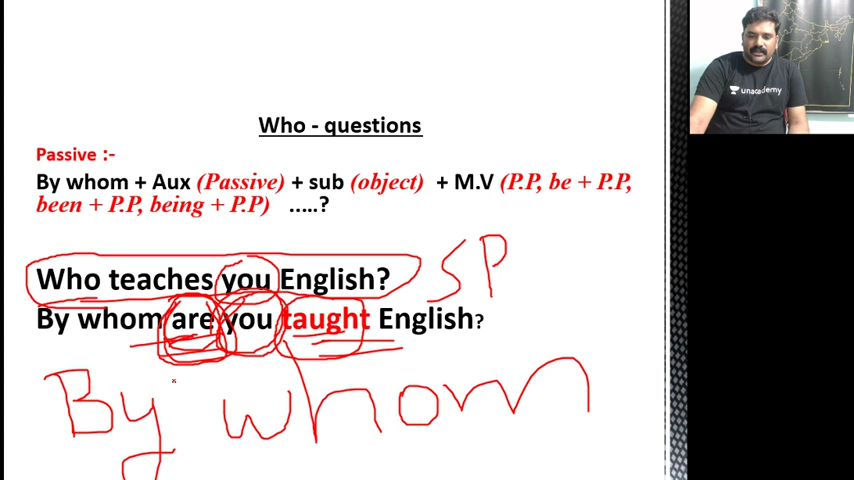 Who - questions
Passive :-
By whom + Aux (Passive) + sub (object) + M.V (P.P, be + P.P,
been + P.P, being + P.P) .....?
Who teaches you English?
SP
By whom are you taught English?
By whom
unacademy